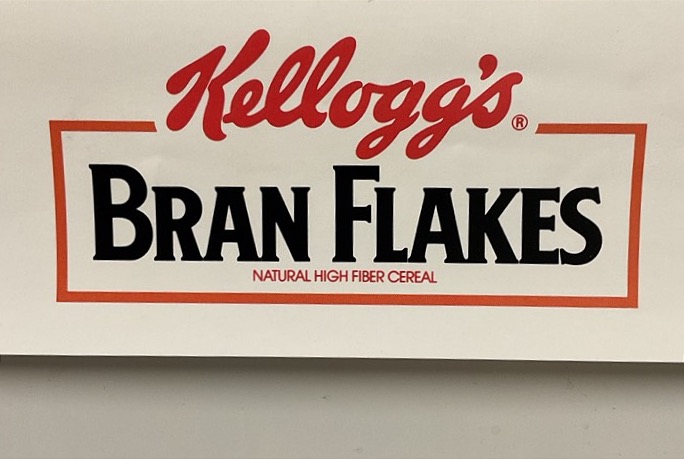 Kellogg's®
BRAN FLAKES
NATURAL HIGH FIBER CEREAL